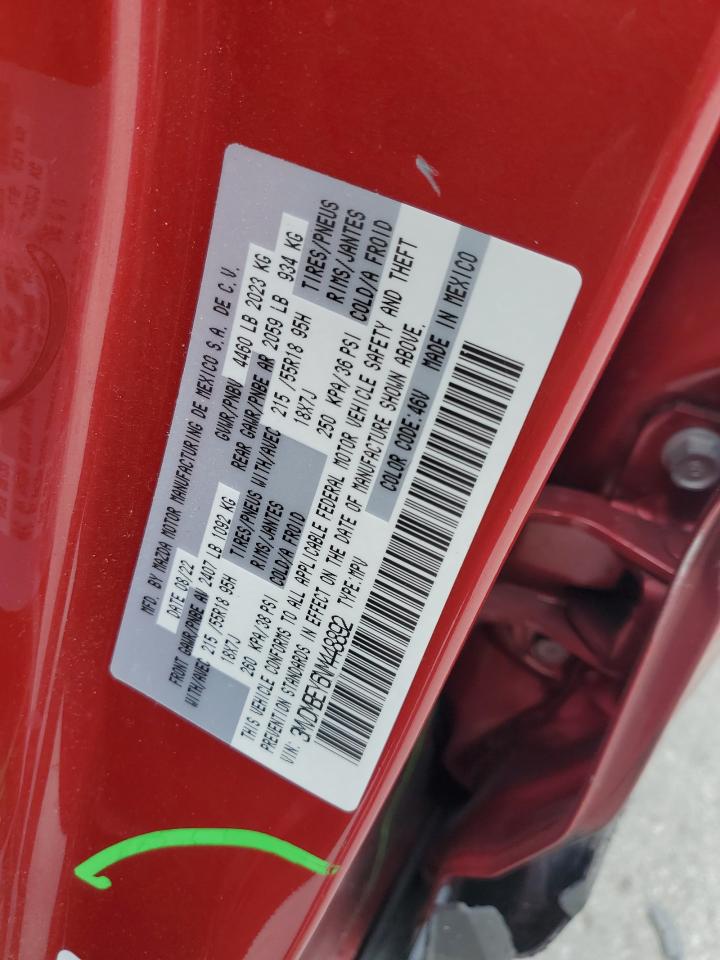 MFD. BY MAZDA MOTOR MANUFACTURING DE MEXICO S.A. DE C.V.
DATE 08/22 GVWR/PNBV 4460 LB 2023 KG
FRONT GAWR/PNBE AV 2407 LB 1092 KG REAR GAWR/PNBE AR 2059 LB 934 KG
WITH/AVEC 215 /55R18 95H TIRES/PNEUS WITH/AVEC 215 /55R18 95H TIRES/PNEUS
18X7J RIMS/JANTES 18X7J RIMS/JANTES
260 KPA/38 PSI COLD/A FROID 250 KPA/36 PSI COLD/A FROID
THIS VEHICLE CONFORMS TO ALL APPLICABLE FEDERAL MOTOR VEHICLE SAFETY AND THEFT
PREVENTION STANDARDS IN EFFECT ON THE DATE OF MANUFACTURE SHOWN ABOVE.
VIN: 3MVDMBEY6NM448892 TYPE:MPV COLOR CODE:46V MADE IN MEXICO